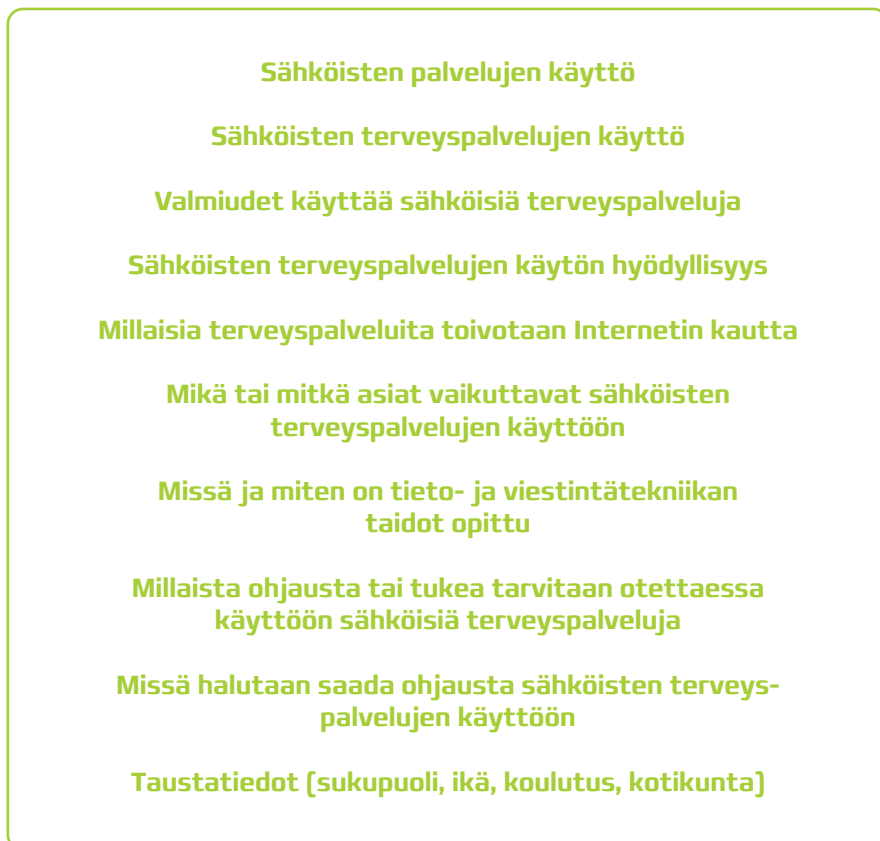 Sähköisten palvelujen käyttö
Sähköisten terveyspalvelujen käyttö
Valmiudet käyttää sähköisiä terveyspalveluja
Sähköisten terveyspalvelujen käytön hyödyllisyys
Millaisia terveyspalveluita toivotaan Internetin kautta
Mikä tai mitkä asiat vaikuttavat sähköisten
terveyspalvelujen käyttöön
Missä ja miten on tieto- ja viestintätekniikan
taidot opittu
Millaista ohjausta tai tukea tarvitaan otettaessa
käyttöön sähköisiä terveyspalveluja
Missä halutaan saada ohjausta sähköisten terveys-
palvelujen käyttöön
Taustatiedot (sukupuoli, ikä, koulutus, kotikunta)